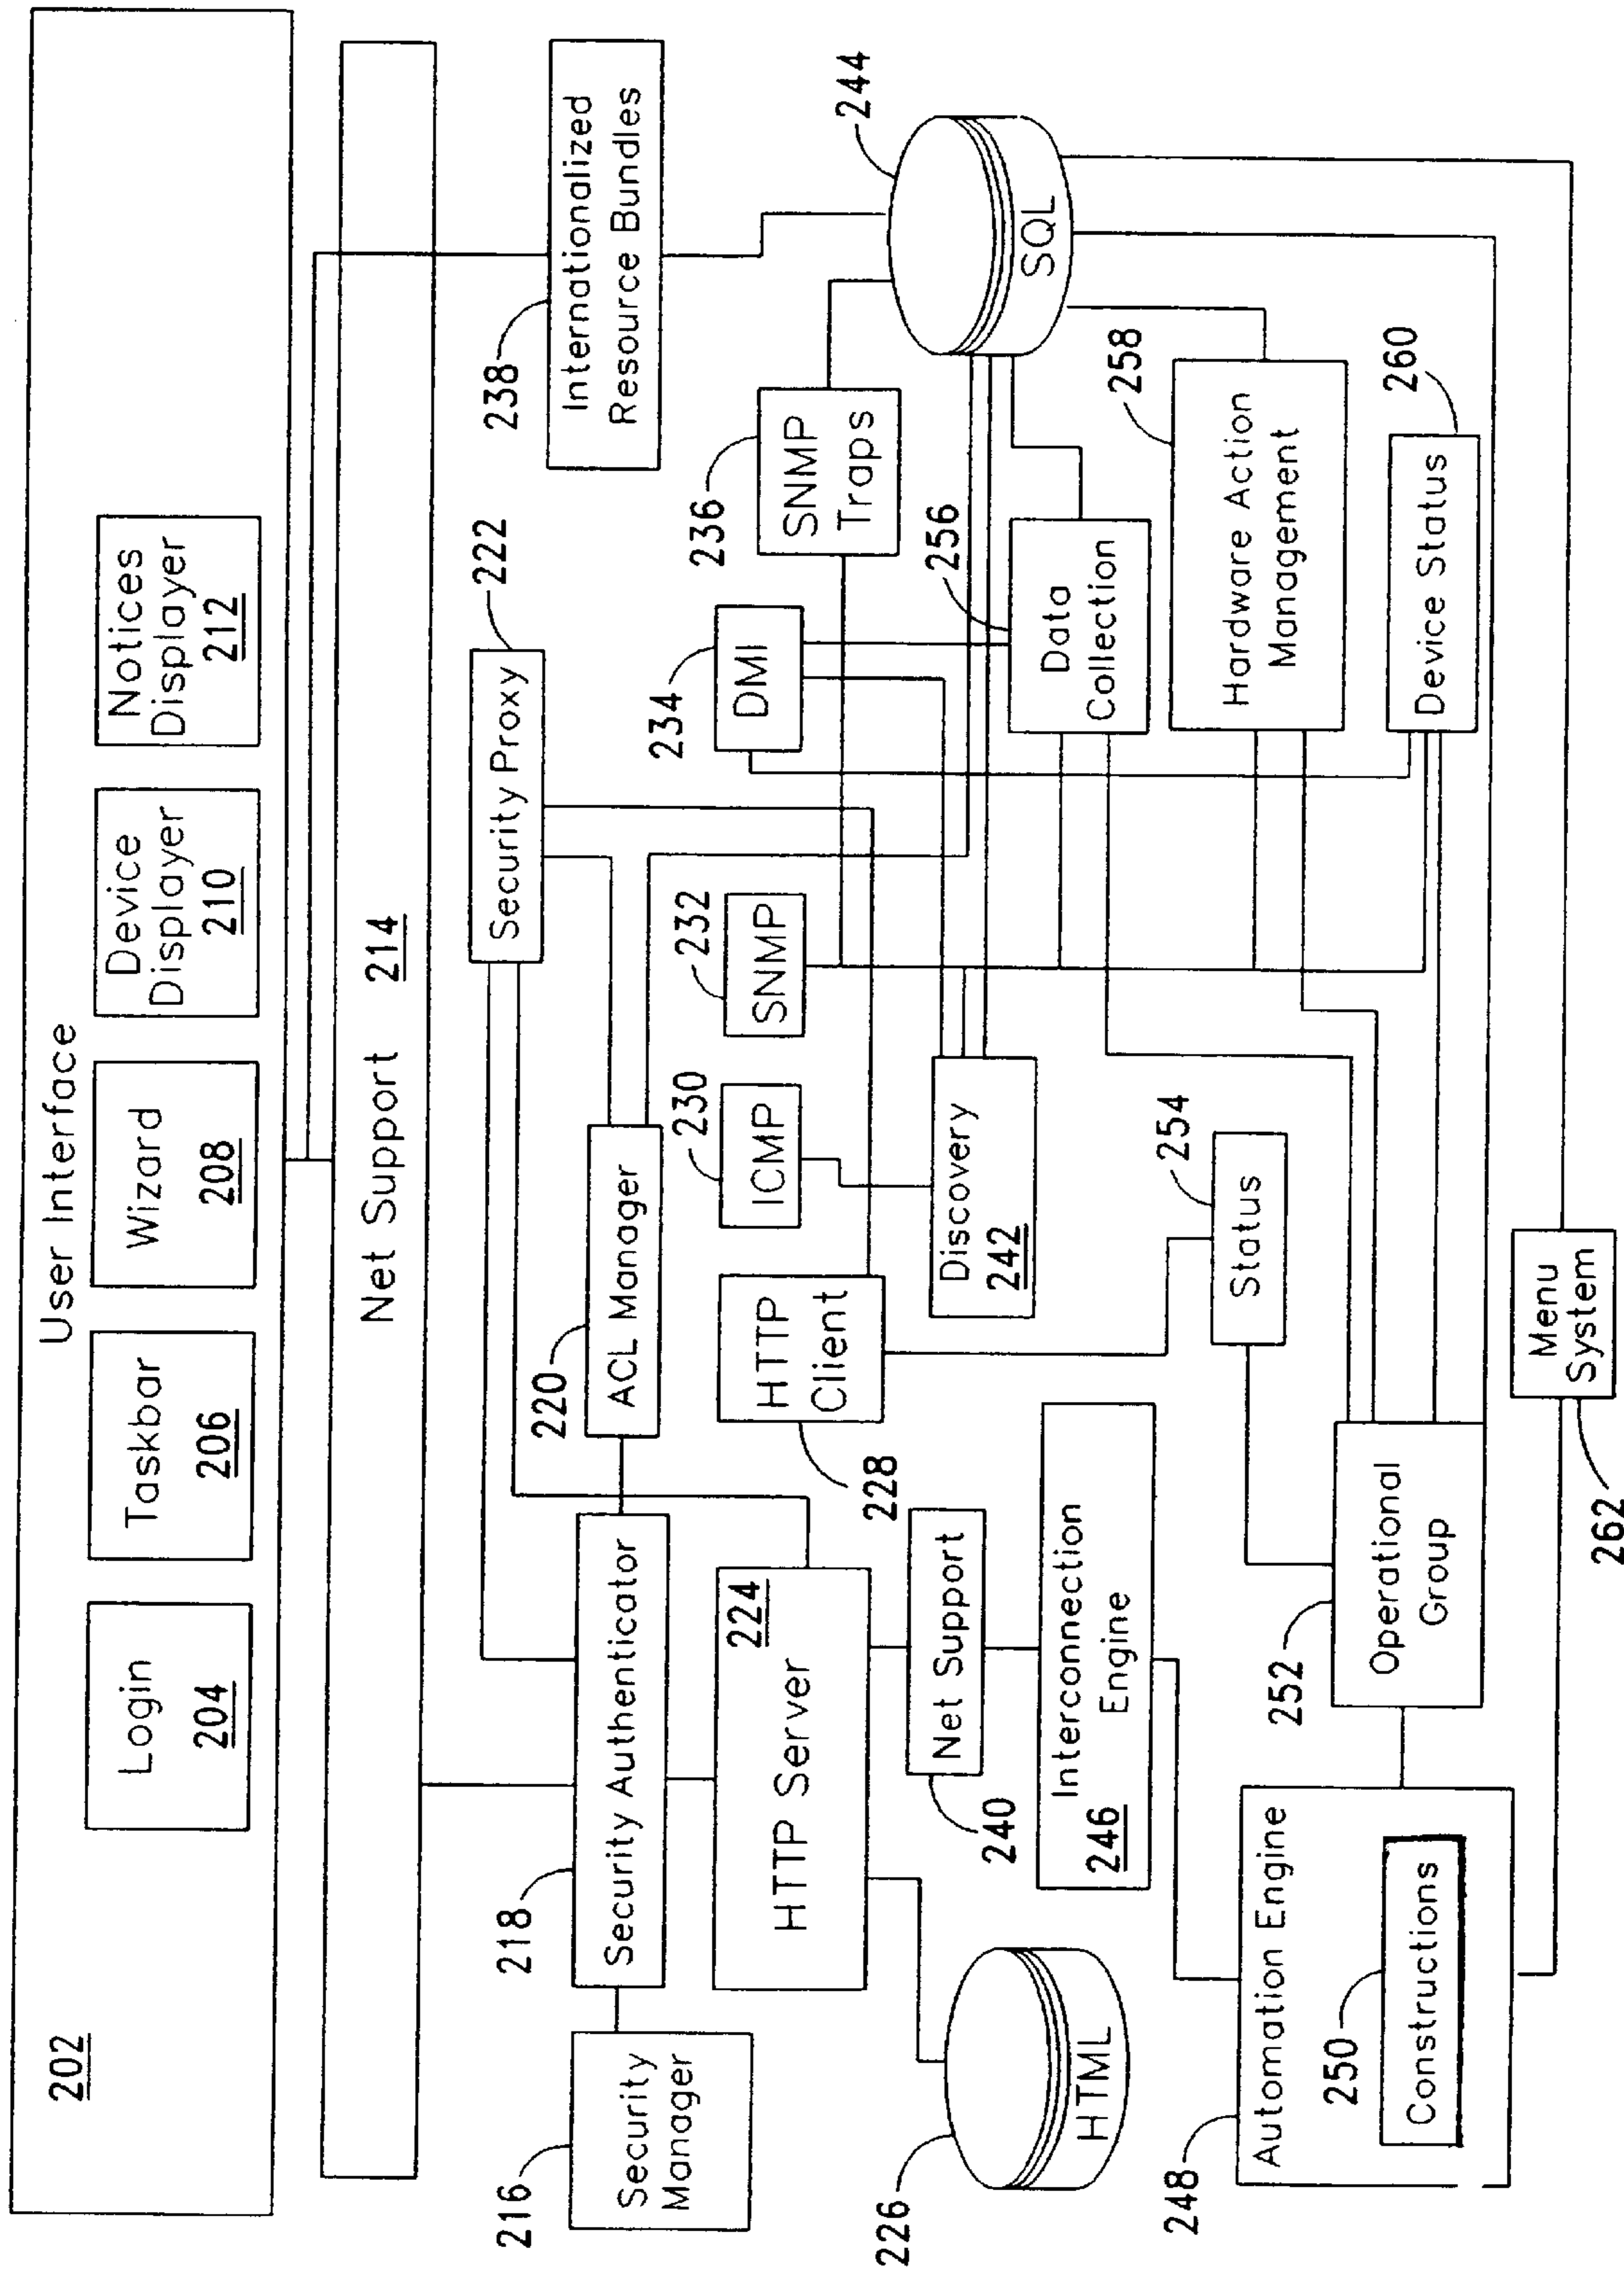 202
User Interface
Login
204
Taskbar
206
Wizard
208
Device
Displayer
210
Notices
Displayer
212
Net Support 214
216
Security
Manager
218
Security Authenticator
220
ACL Manager
222
Security Proxy
238
Internationalized
Resource Bundles
224
HTTP Server
HTTP
Client
228
230
ICMP
232
SNMP
234
DMI
236
SNMP
Traps
244
SQL
226
HTML
240
Net Support
Discovery
242
256
Data
Collection
Interconnection
Engine
246
254
Status
258
Hardware Action
Management
248
Automation Engine
250
Constructions
252
Operational
Group
260
Device Status
Menu
System
262